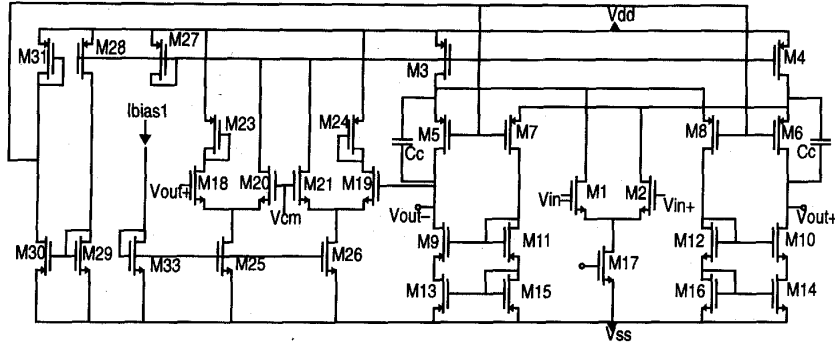 Vdd
M31
M28
M27
M3
M4
Ibias1
M23
M24
Cc
M5
M7
M8
M6
Cc
Vout+
M18
M20
M21
M19
Vcm
Vout-
Vin-
M1
M2
Vin+
Vout+
M30
M29
M33
M25
M26
M9
M11
M17
M12
M10
M13
M15
M16
M14
Vss